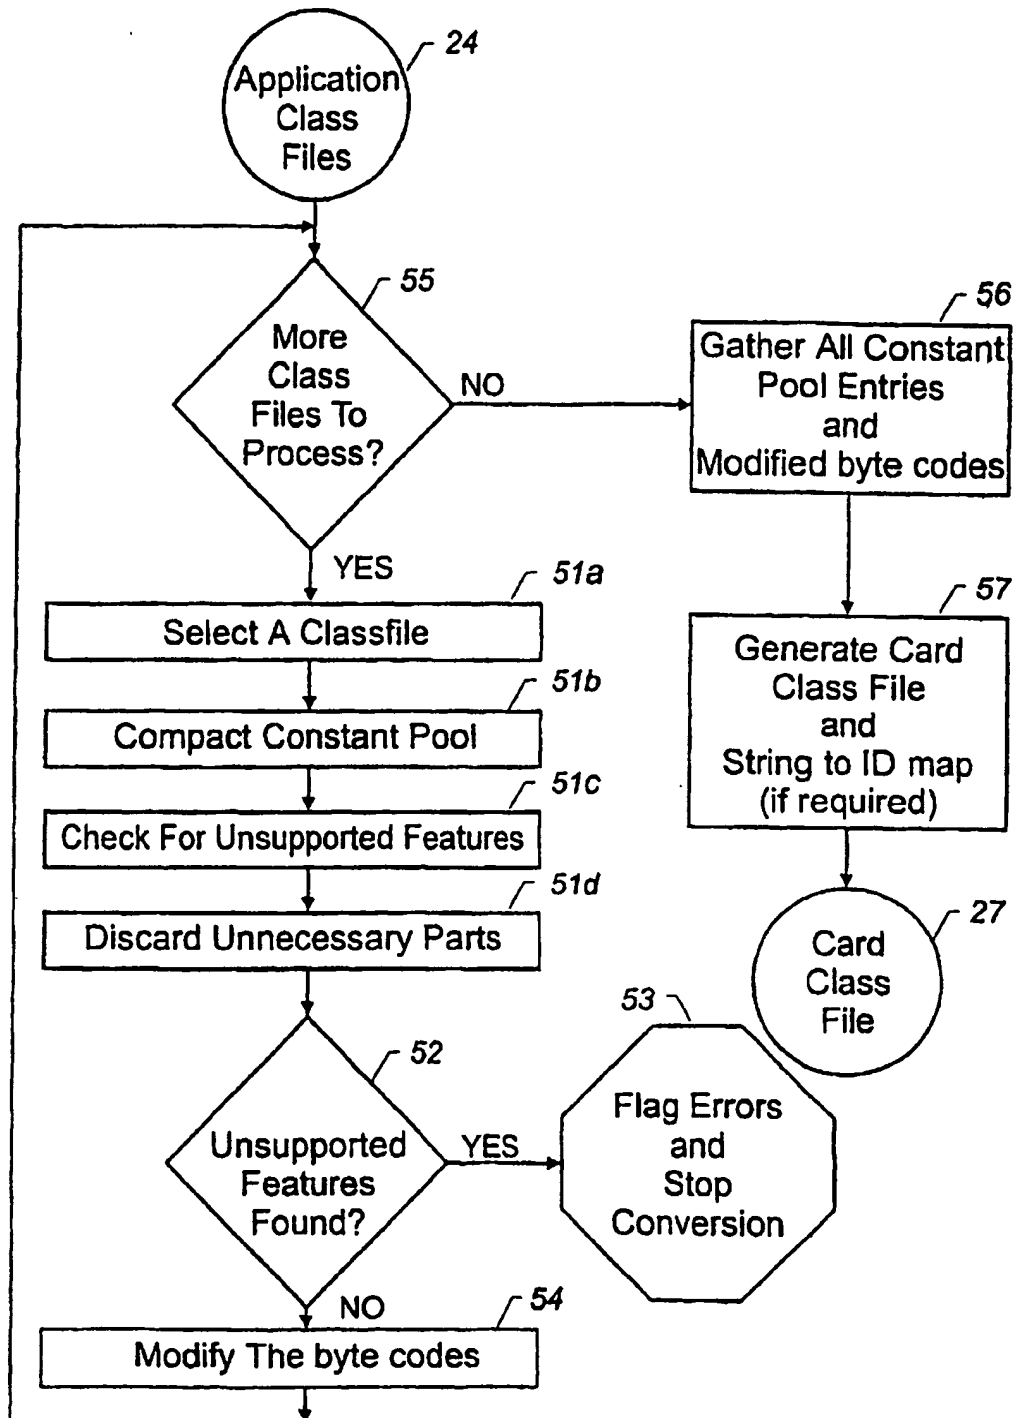 24
Application
Class
Files
55
More
Class
Files To
Process?
NO
56
Gather All Constant
Pool Entries
and
Modified byte codes
YES
51a
Select A Classfile
57
Generate Card
Class File
and
String to ID map
(if required)
51b
Compact Constant Pool
51c
Check For Unsupported Features
51d
Discard Unnecessary Parts
27
Card
Class
File
52
Unsupported
Features
Found?
YES
53
Flag Errors
and
Stop
Conversion
NO
54
Modify The byte codes